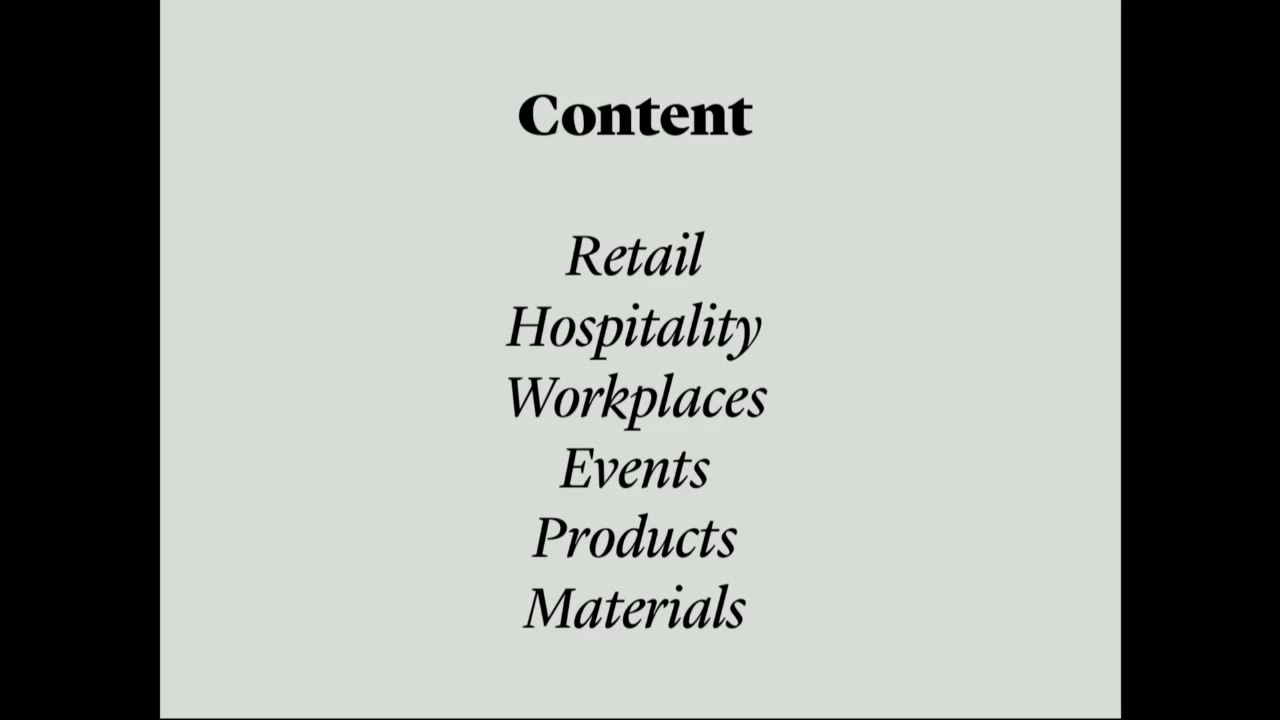 Content
Retail
Hospitality
Workplaces
Events
Products
Materials